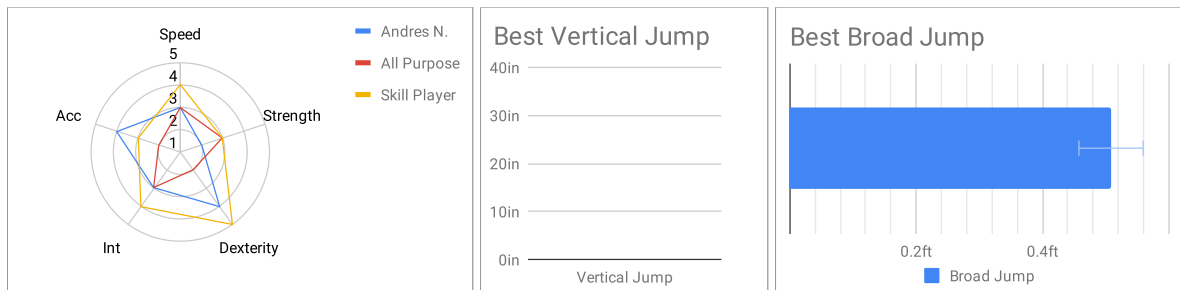 Speed
5
4
3
2
1
Acc
Strength
Int
Dexterity
Andres N.
All Purpose
Skill Player
Best Vertical Jump
40in
30in
20in
10in
0in
Vertical Jump
Best Broad Jump
0.2ft
0.4ft
Broad Jump